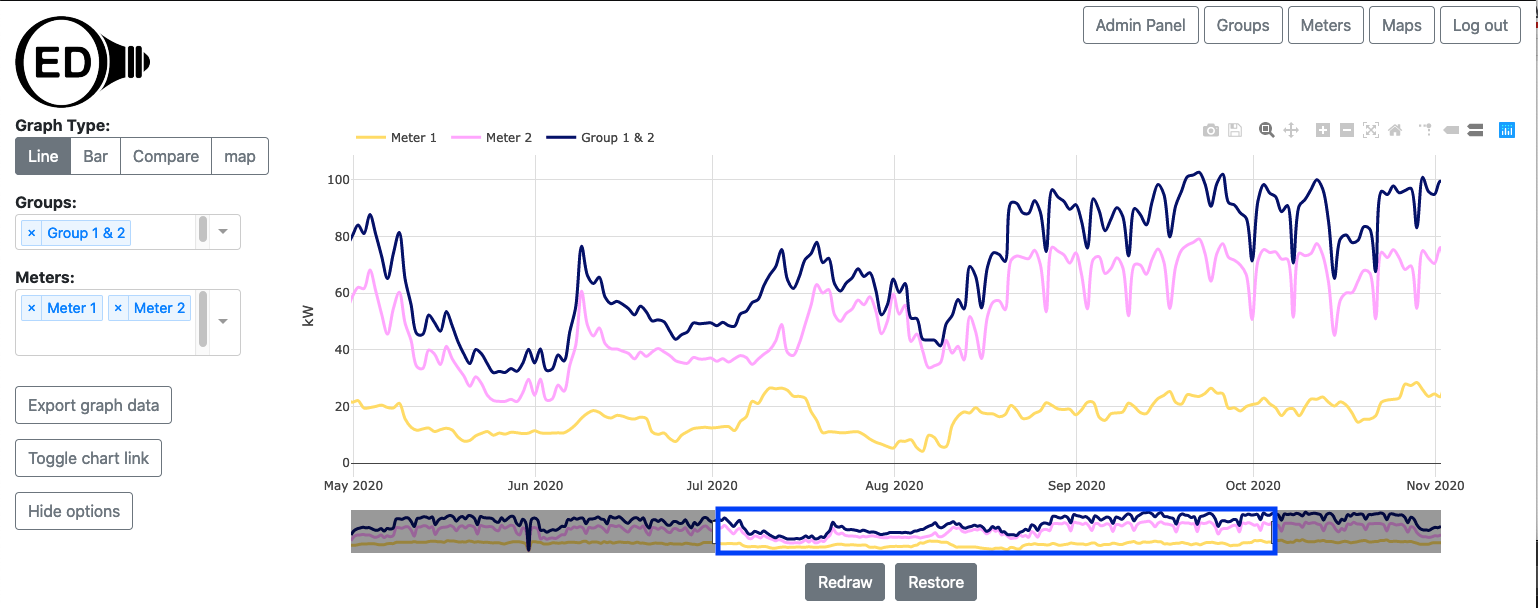 Admin Panel Groups Meters Maps Log out
ED
Graph Type:
Line Bar Compare map
Groups:
× Group 1 & 2
Meters:
× Meter 1 × Meter 2
Export graph data
Toggle chart link
Hide options
Meter 1 Meter 2 Group 1 & 2
kW
100
80
60
40
20
0
May 2020 Jun 2020 Jul 2020 Aug 2020 Sep 2020 Oct 2020 Nov 2020
Redraw Restore